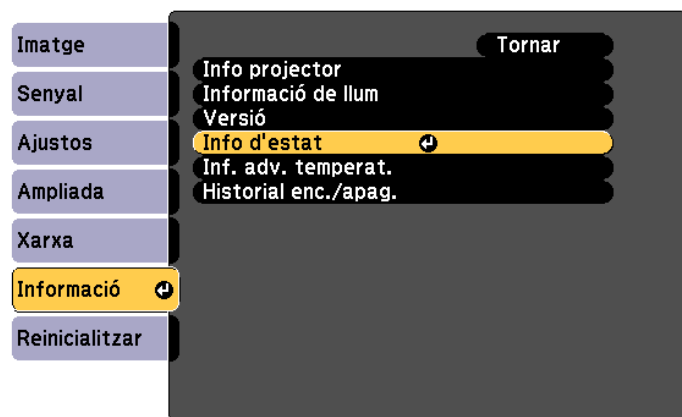 Imatge
Senyal
Ajustos
Ampliada
Xarxa
Informació
Reinicialitzar
Tornar
Info projector
Informació de llum
Versió
Info d'estat
Inf. adv. temperat.
Historial enc./apag.